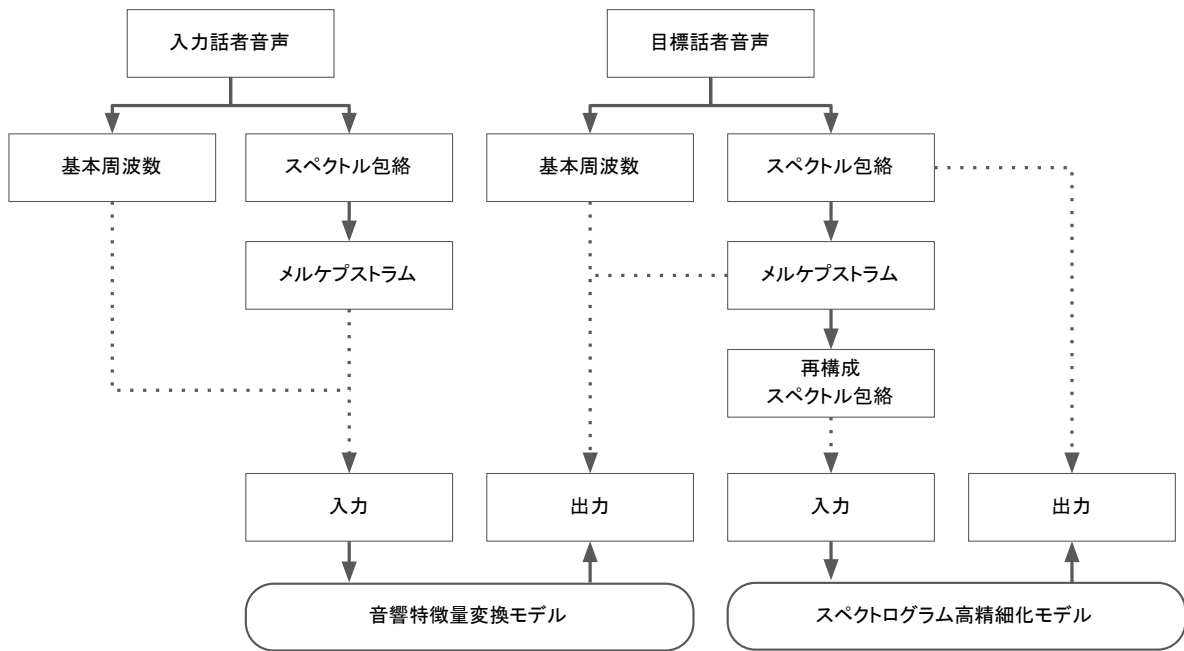 入力話者音声
目標話者音声
基本周波数
スペクトル包絡
基本周波数
スペクトル包絡
メルケプストラム
メルケプストラム
再構成
スペクトル包絡
入力
出力
入力
出力
音響特徴量変換モデル
スペクトログラム高精細化モデル